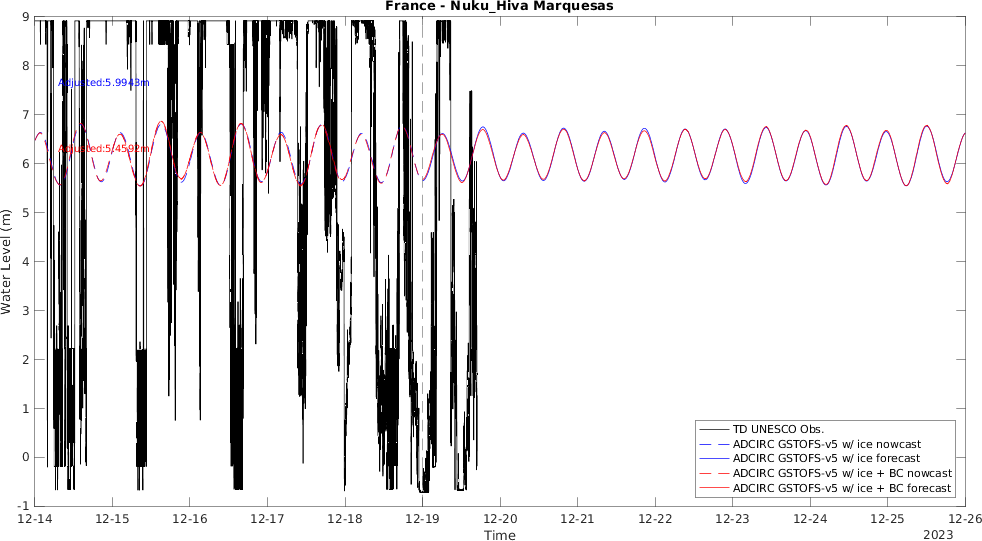 France - Nuku_Hiva Marquesas
9
8
7
6
5
4
3
2
1
0
-1
Water Level (m)
Adjusted:5.9943m
Adjusted:5.4592m
TD UNESCO Obs.
ADCIRC GSTOFS-v5 w/ ice nowcast
ADCIRC GSTOFS-v5 w/ ice forecast
ADCIRC GSTOFS-v5 w/ ice + BC nowcast
ADCIRC GSTOFS-v5 w/ ice + BC forecast
12-14 12-15 12-16 12-17 12-18 12-19 12-20 12-21 12-22 12-23 12-24 12-25 12-26
Time
2023